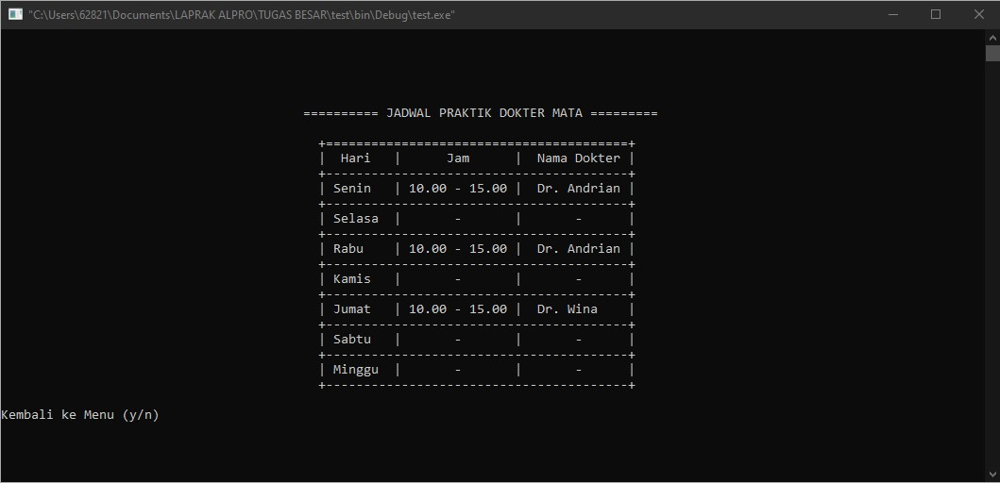 "C:\Users\62821\Documents\LAPRAK ALPRO\TUGAS BESAR\test\bin\Debug\test.exe"
========== JADWAL PRAKTIK DOKTER MATA =========
+========================================+
|  Hari   |      Jam      |  Nama Dokter |
+----------------------------------------+
| Senin   | 10.00 - 15.00 |  Dr. Andrian |
+----------------------------------------+
| Selasa  |       -       |       -      |
+----------------------------------------+
| Rabu    | 10.00 - 15.00 |  Dr. Andrian |
+----------------------------------------+
| Kamis   |       -       |       -      |
+----------------------------------------+
| Jumat   | 10.00 - 15.00 |  Dr. Wina    |
+----------------------------------------+
| Sabtu   |       -       |       -      |
+----------------------------------------+
| Minggu  |       -       |       -      |
+----------------------------------------+
Kembali ke Menu (y/n)